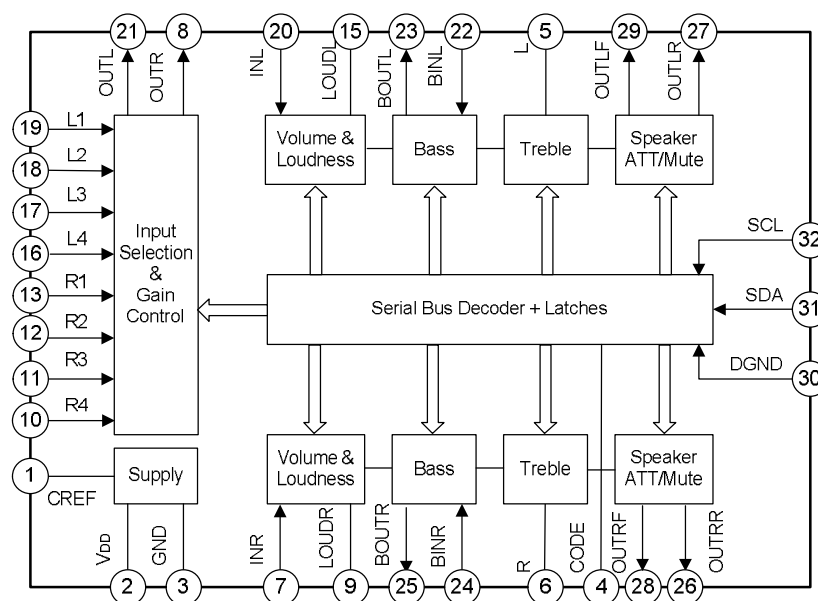 21 8 20 15 23 22 5 29 27
OUTL OUTR INL LOUDL BOUTL BINL L OUTLF OUTLR
19 L1
18 L2
17 L3
16 L4
13 R1
12 R2
11 R3
10 R4
Input
Selection
&
Gain
Control
Volume &
Loudness
Bass
Treble
Speaker
ATT/Mute
SCL 32
Serial Bus Decoder + Latches
SDA 31
DGND 30
1 CREF
Supply
Volume &
Loudness
Bass
Treble
Speaker
ATT/Mute
VDD GND INR LOUDR BOUTR BINR R CODE OUTRF OUTRR
2 3 7 9 25 24 6 4 28 26